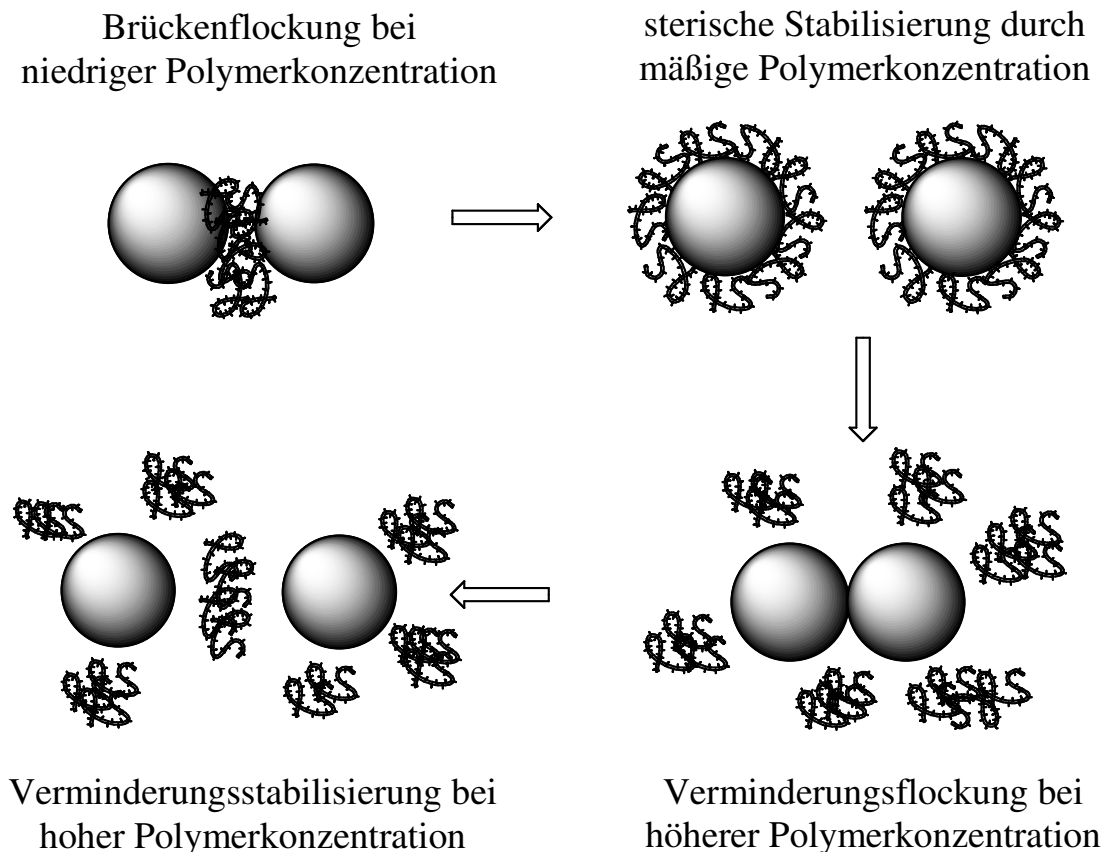 Brückenflockung bei
niedriger Polymerkonzentration
sterische Stabilisierung durch
mäßige Polymerkonzentration
Verminderungsstabilisierung bei
hoher Polymerkonzentration
Verminderungsflockung bei
höherer Polymerkonzentration